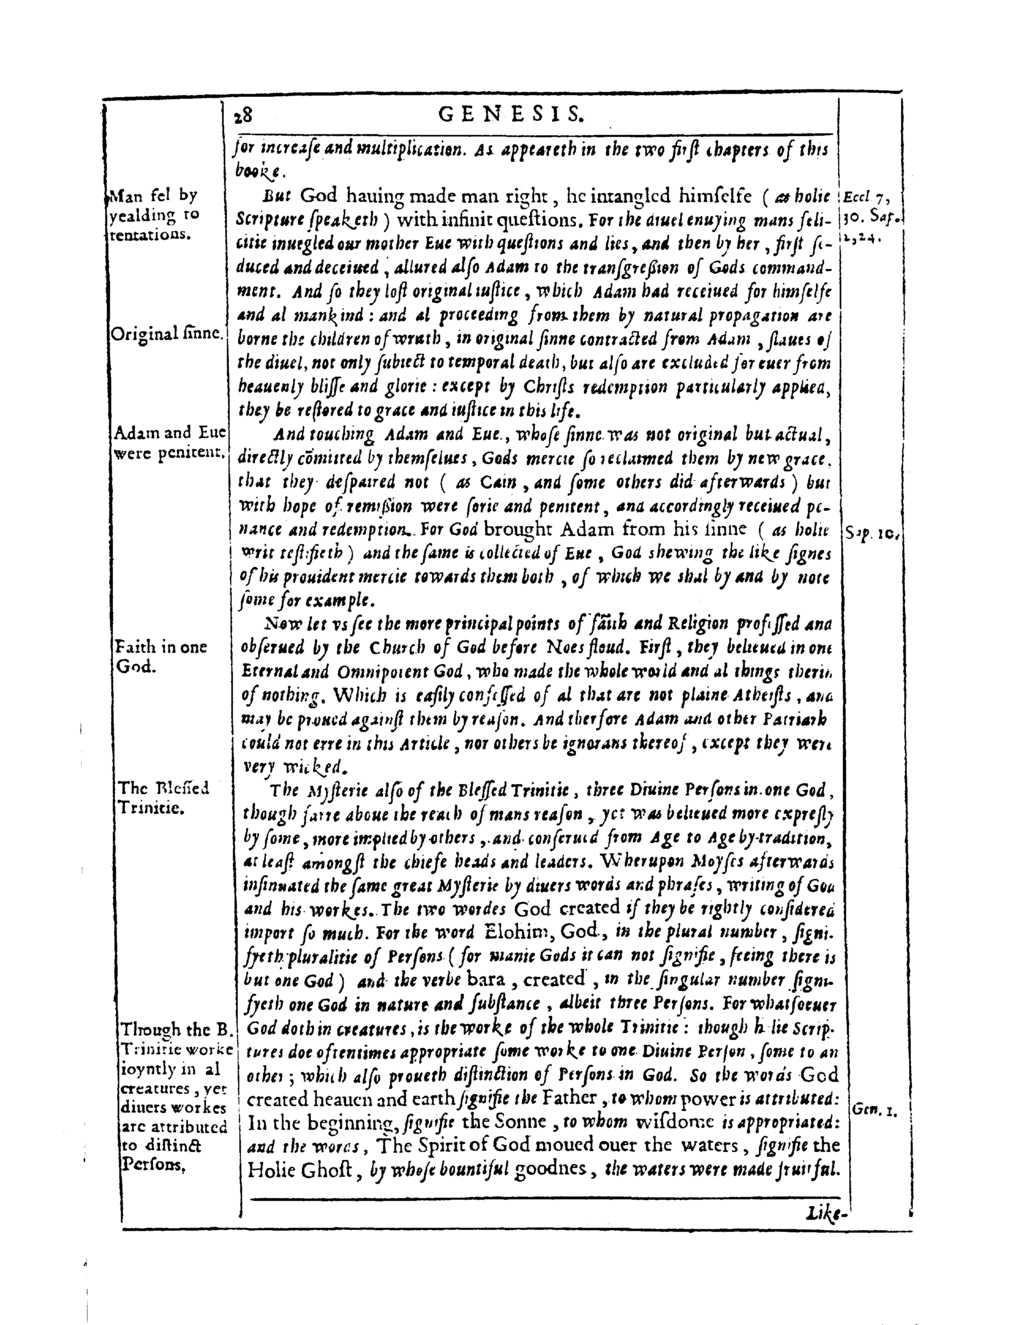 28 GENESIS.
for increase and multiplication. As appeareth in the two first chapters of this
booke.
Man fel by
yealding to
tentations.
But God hauing made man right, he intangled himselfe (as holie
Scripture speaketh) with infinit questions. For the diuel enuying mans feli-
citie inuegled our mother Eue with questions and lies, and then by her, first se-
Eccl 7,
30. Sap.
2,24.
duced and deceiued, allured also Adam to the transgression of Gods command-
ment. And so they lost original iustice, which Adam had receiued for himselfe
and al mankind: and al proceeding from them by natural propagation are
Original sinne.
borne the children of wrath, in original sinne contracted from Adam, slaues of
the diuel, not only subiect to temporal death, but also are excluded for euer from
heauenly blisse and glorie: except by Christs redemption particularly applied,
they be restored to grace and iustice in this life.
Adam and Eue
were penitent.
And touching Adam and Eue, whose sinne was not original but actual,
directly cōmitted by themselues, Gods mercie so reclaimed them by new grace,
that they despaired not (as Cain, and some others did afterwards) but
with hope of remission were sorie and penitent, and accordingly receiued pe-
nance and redemption. For God brought Adam from his sinne (as holie
Sap. 10.
writ testifieth) and the same is collected of Eue, God shewing the like signes
of his prouident mercie towards them both, of which we shal by and by note
some for example.
Now let vs see the more principal points of faith and Religion professed and
Faith in one
God.
obserued by the Church of God before Noes floud. First, they beleeued in one
Eternal and Omnipotent God, who made the whole world and al things therin
of nothing. Which is easily confessed of al that are not plaine Atheists, and
may be proued against them by reason. And therfore Adam and other Patriarh
could not erre in this Article, nor others be ignorans thereof, except they were
very wicked.
The Blessed
Trinitie.
The Mysterie also of the Blessed Trinitie, three Diuine Persons in one God,
though farre aboue the reach of mans reason, yet was beleued more expresly
by some, more implied by others, and conserued from Age to Age by tradition,
at least amongst the chiefe heads and leaders. Wherupon Moyses afterwards
insinuated the same great Mysterie by diuers words and phrases, writing of God
and his workes. The two wordes God created if they be rightly considered
import so much. For the word Elohim, God, in the plural number, signi-
fyeth pluralitie of Persons (for manie Gods it can not signifie, seeing there is
but one God) and the verbe bara, created, in the singular number signi-
fyeth one God in nature and substance, albeit three Persons. For whatsoeuer
Through the B.
Trinitie worke
ioyntly in al
creatures, yet
diuers workes
are attributed
to distinct
Persons.
God doth in creatures, is the worke of the whole Trinitie: though holie Scrip-
tures doe oftentimes appropriate some worke to one Diuine Person, some to an
other; which also proueth distinction of Persons in God. So the words God
created heauen and earth signifie the Father, to whom power is attributed:
Gen. 1.
In the beginning, signifie the Sonne, to whom wisdome is appropriated:
and the wores, The Spirit of God moued ouer the waters, signifie the
Holie Ghost, by whose bountiful goodnes, the waters were made fruitful.
Like-